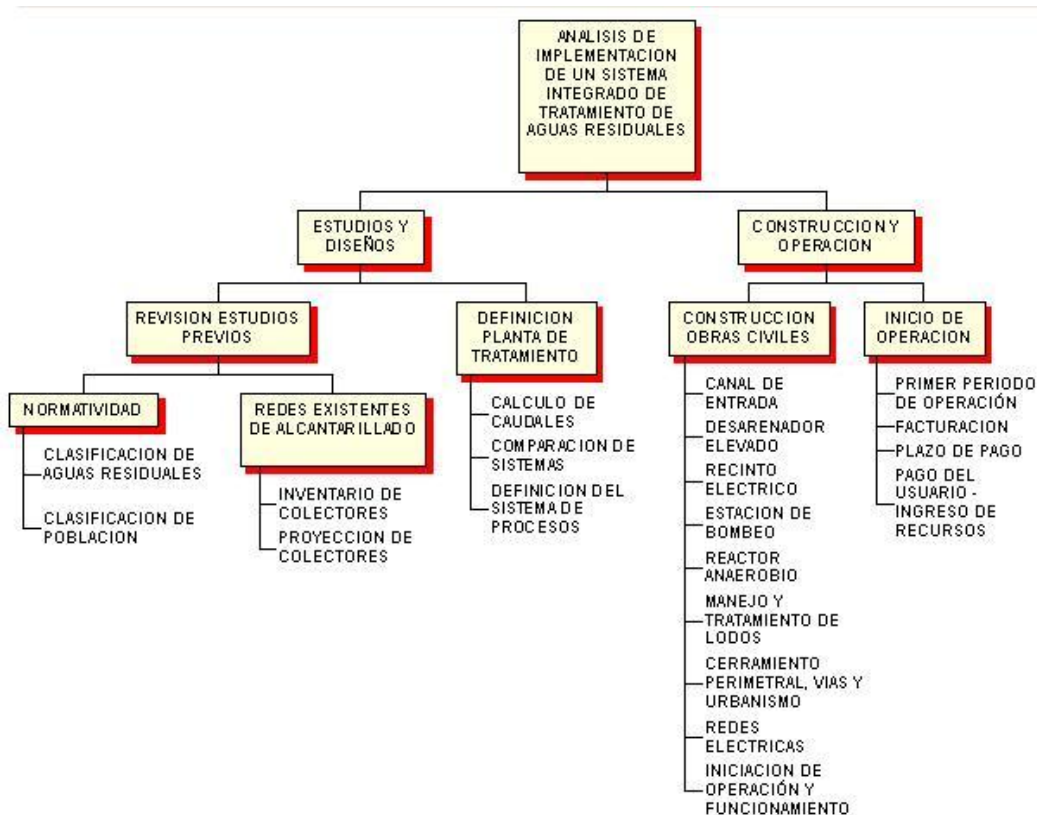 ANALISIS DE
IMPLEMENTACION
DE UN SISTEMA
INTEGRADO DE
TRATAMIENTO DE
AGUAS RESIDUALES
ESTUDIOS Y
DISEÑOS
CONSTRUCCION Y
OPERACION
REVISION ESTUDIOS
PREVIOS
DEFINICION
PLANTA DE
TRATAMIENTO
CONSTRUCCION
OBRAS CIVILES
INICIO DE
OPERACION
NORMATIVIDAD
CLASIFICACION DE
AGUAS RESIDUALES
CLASIFICACION DE
POBLACION
REDES EXISTENTES
DE ALCANTARILLADO
INVENTARIO DE
COLECTORES
PROYECCION DE
COLECTORES
CALCULO DE
CAUDALES
COMPARACION DE
SISTEMAS
DEFINICION DEL
SISTEMA DE
PROCESOS
CANAL DE
ENTRADA
DESARENADOR
ELEVADO
RECINTO
ELECTRICO
ESTACION DE
BOMBEO
REACTOR
ANAEROBIO
MANEJO Y
TRATAMIENTO DE
LODOS
CERRAMIENTO
PERIMETRAL, VIAS Y
URBANISMO
REDES
ELECTRICAS
INICIACION DE
OPERACIÓN Y
FUNCIONAMIENTO
PRIMER PERIODO
DE OPERACIÓN
FACTURACION
PLAZO DE PAGO
PAGO DEL
USUARIO -
INGRESO DE
RECURSOS